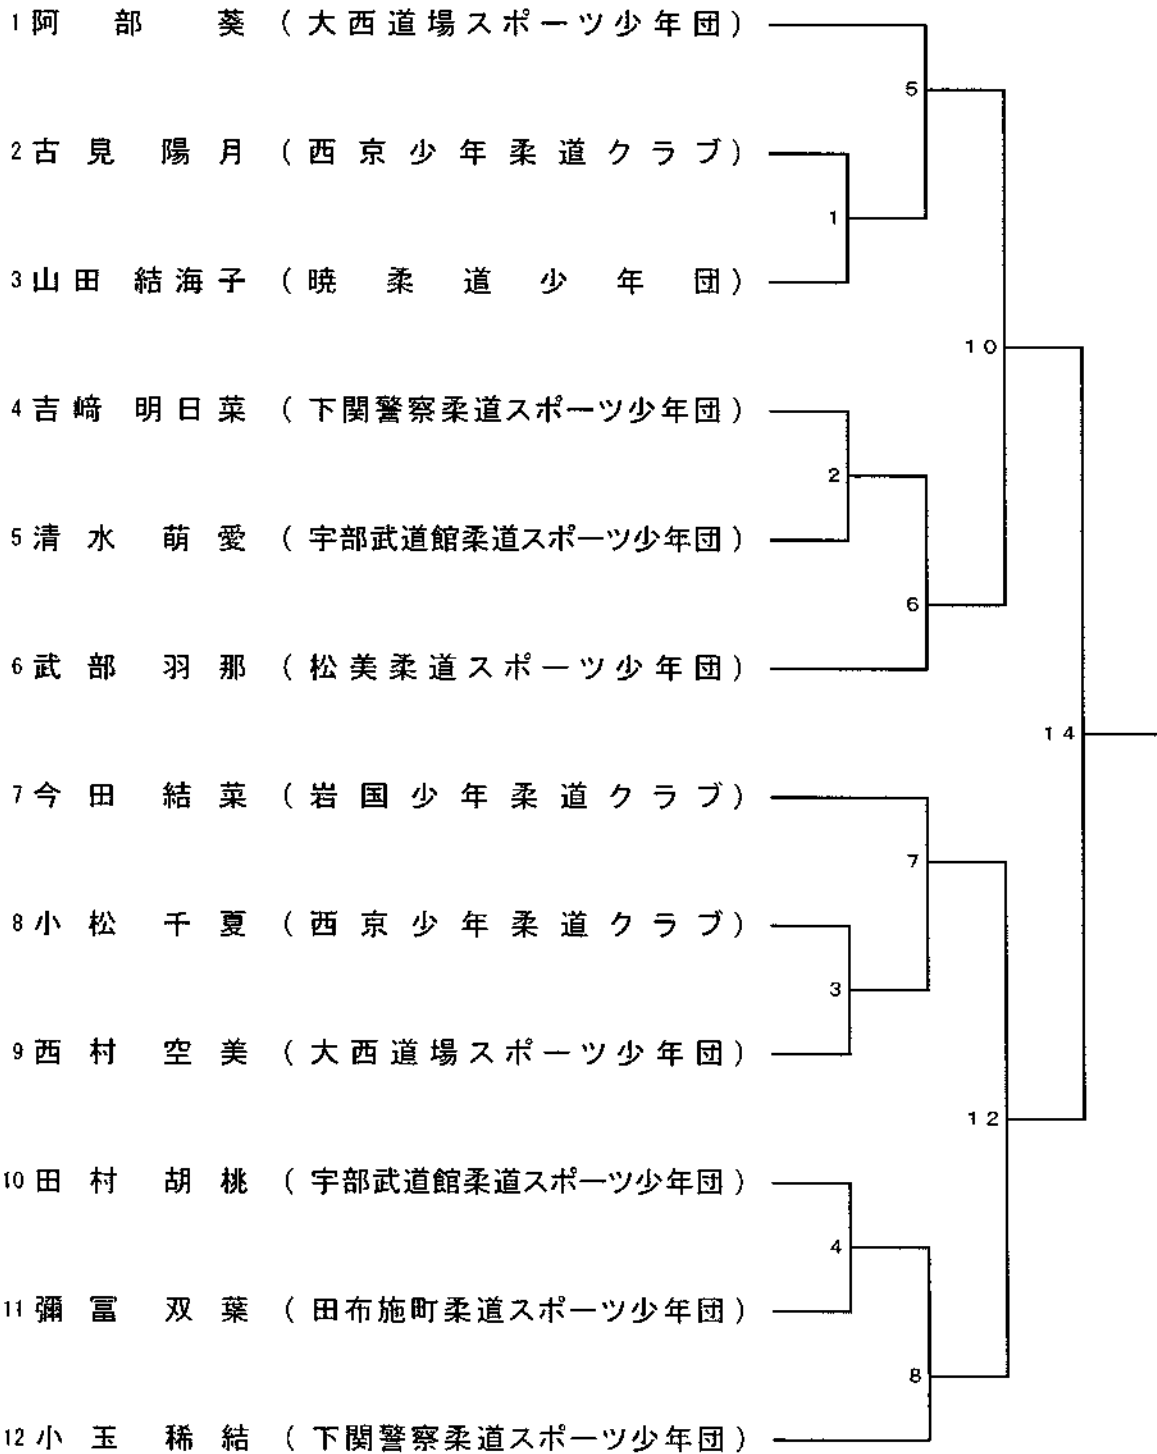 1 阿部 葵 (大西道場スポーツ少年団)
5
2 古見 陽月 (西京少年柔道クラブ)
1
3 山田 結海子 (暁柔道少年団)
10
4 吉﨑 明日菜 (下関警察柔道スポーツ少年団)
2
5 清水 萌愛 (宇部武道館柔道スポーツ少年団)
6
6 武部 羽那 (松美柔道スポーツ少年団)
14
7 今田 結菜 (岩国少年柔道クラブ)
7
8 小松 千夏 (西京少年柔道クラブ)
3
9 西村 空美 (大西道場スポーツ少年団)
12
10 田村 胡桃 (宇部武道館柔道スポーツ少年団)
4
11 彌冨 双葉 (田布施町柔道スポーツ少年団)
8
12 小玉 稀結 (下関警察柔道スポーツ少年団)